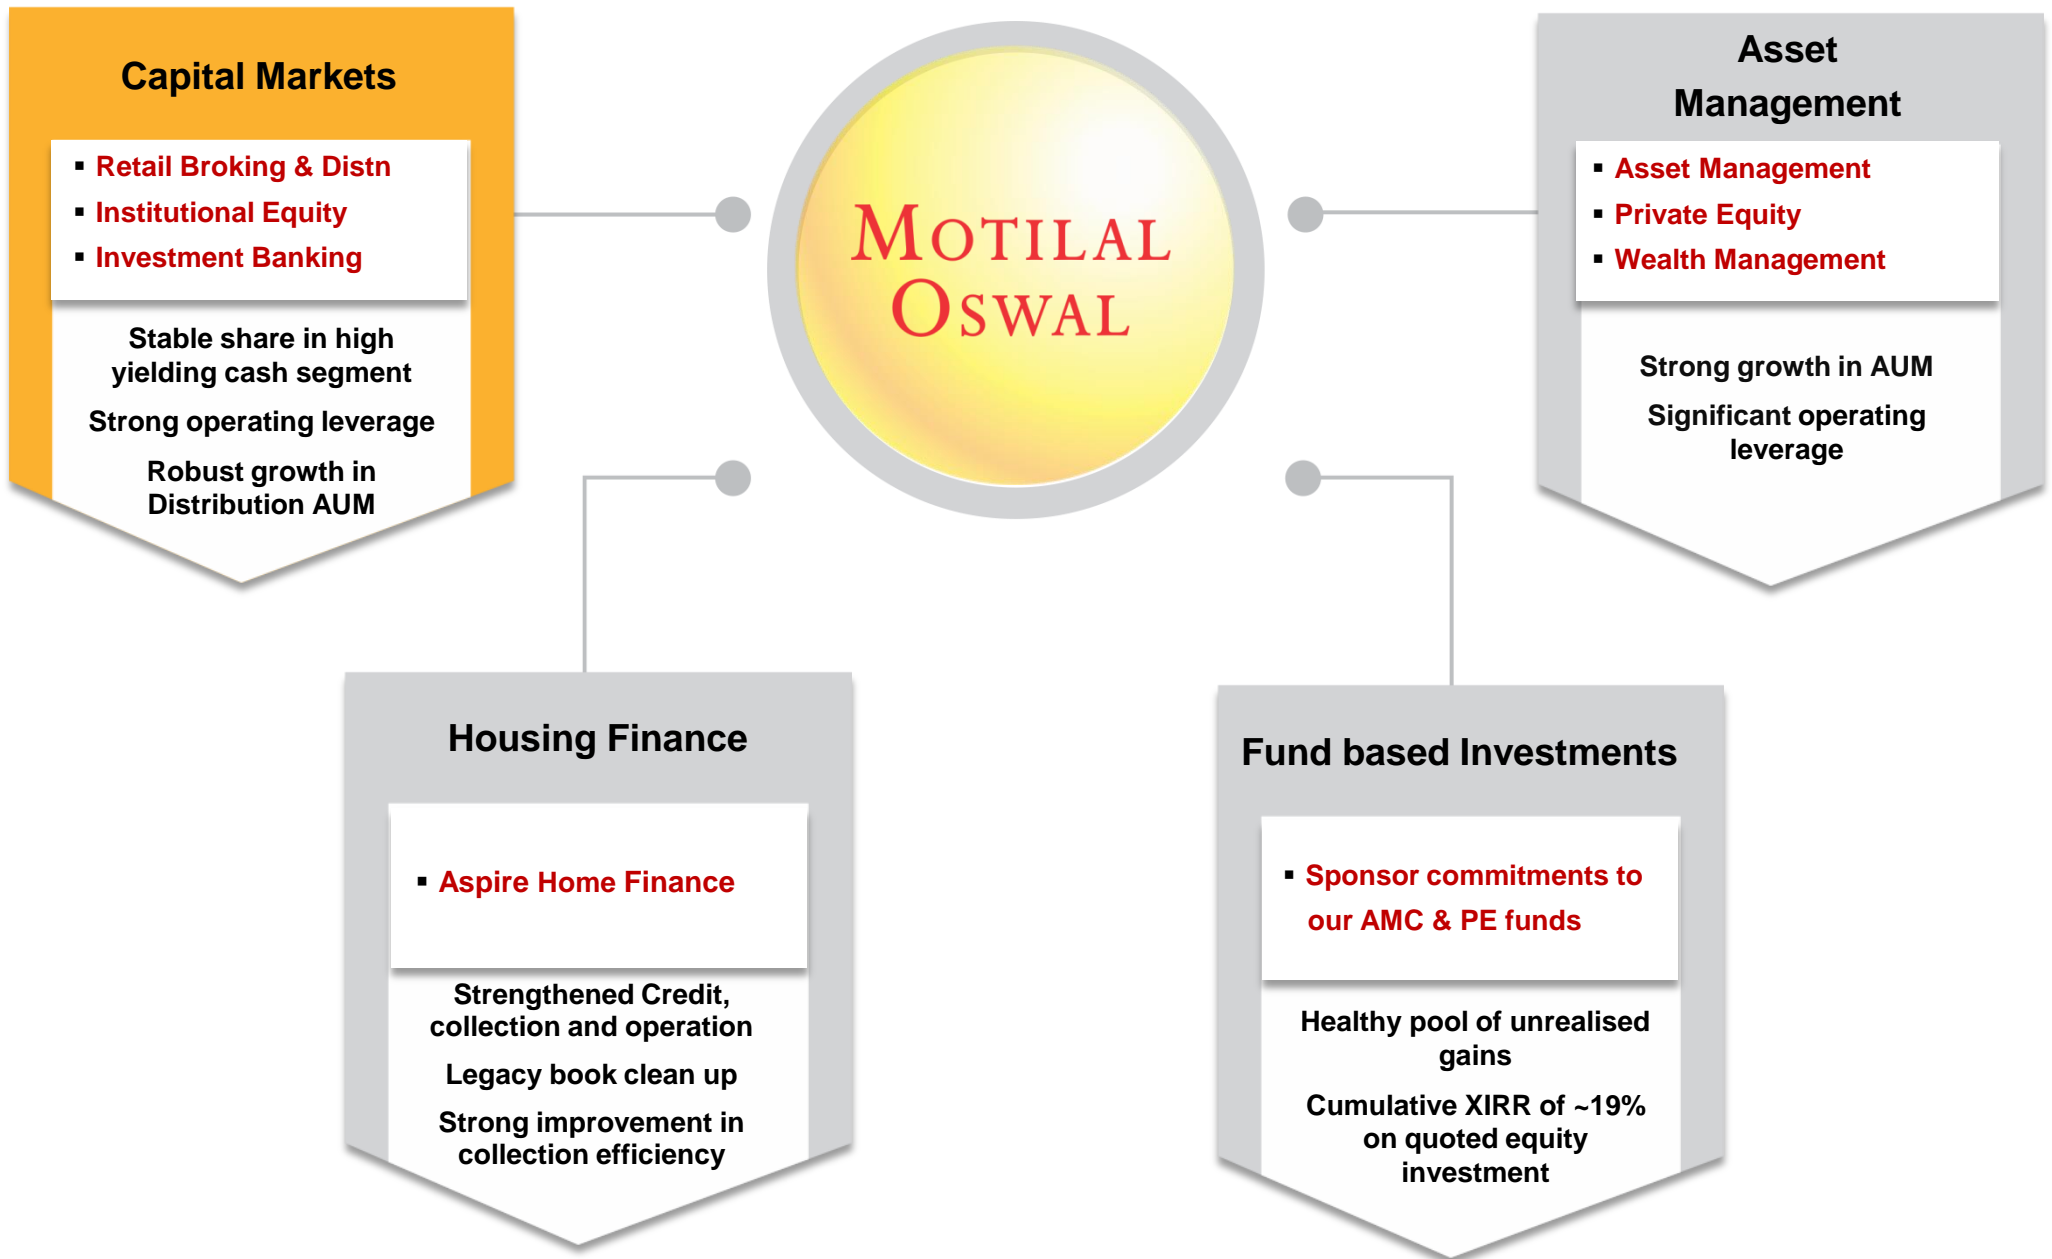 Capital Markets
▪ Retail Broking & Distn
▪ Institutional Equity
▪ Investment Banking
Stable share in high
yielding cash segment
Strong operating leverage
Robust growth in
Distribution AUM
MOTILAL
OSWAL
Asset
Management
▪ Asset Management
▪ Private Equity
▪ Wealth Management
Strong growth in AUM
Significant operating
leverage
Housing Finance
▪ Aspire Home Finance
Strengthened Credit,
collection and operation
Legacy book clean up
Strong improvement in
collection efficiency
Fund based Investments
▪ Sponsor commitments to
our AMC & PE funds
Healthy pool of unrealised
gains
Cumulative XIRR of ~19%
on quoted equity
investment